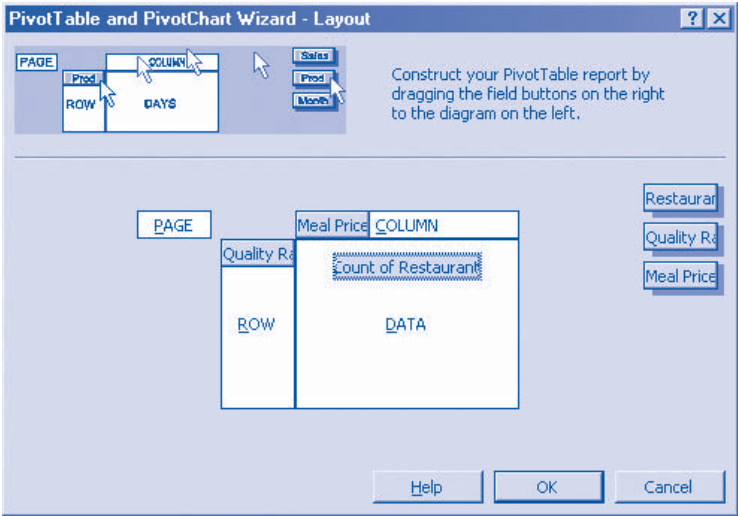 PivotTable and PivotChart Wizard - Layout
PAGE
COLUMN
Prod
ROW
DAYS
Sales
Prod
Month
Construct your PivotTable report by
dragging the field buttons on the right
to the diagram on the left.
PAGE
Meal Price
COLUMN
Quality Ra
Count of Restaurant
ROW
DATA
Restauran
Quality Ra
Meal Price
Help
OK
Cancel